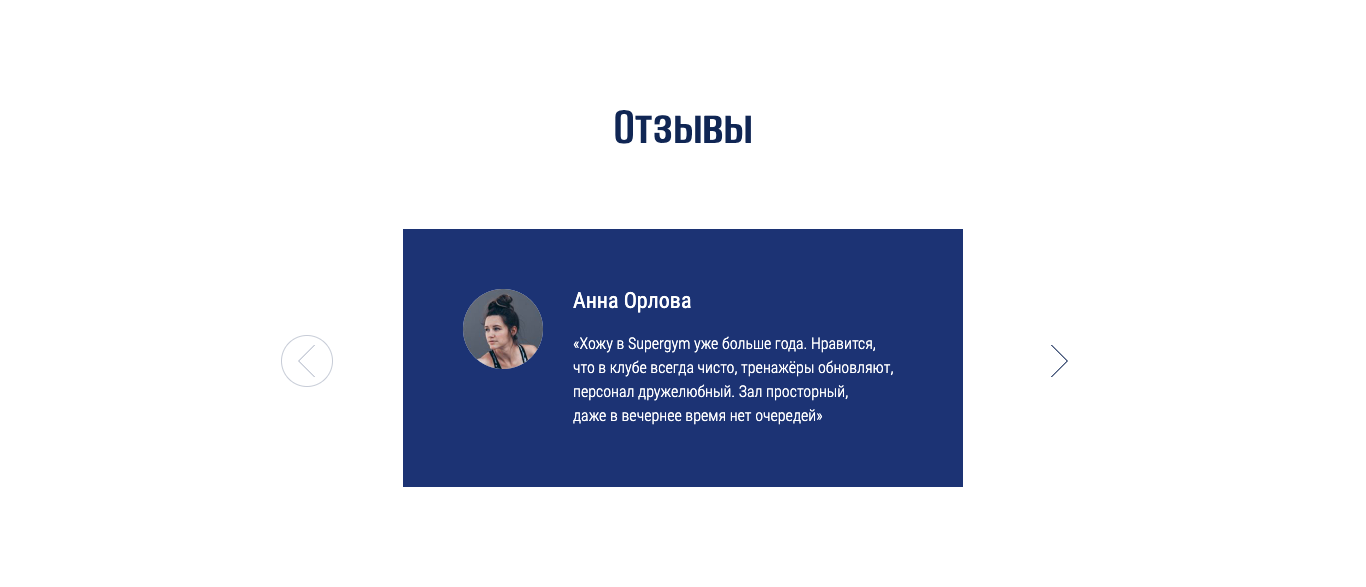 Отзывы
Анна Орлова
«Хожу в Supergym уже больше года. Нравится,
что в клубе всегда чисто, тренажёры обновляют,
персонал дружелюбный. Зал просторный,
даже в вечернее время нет очередей»